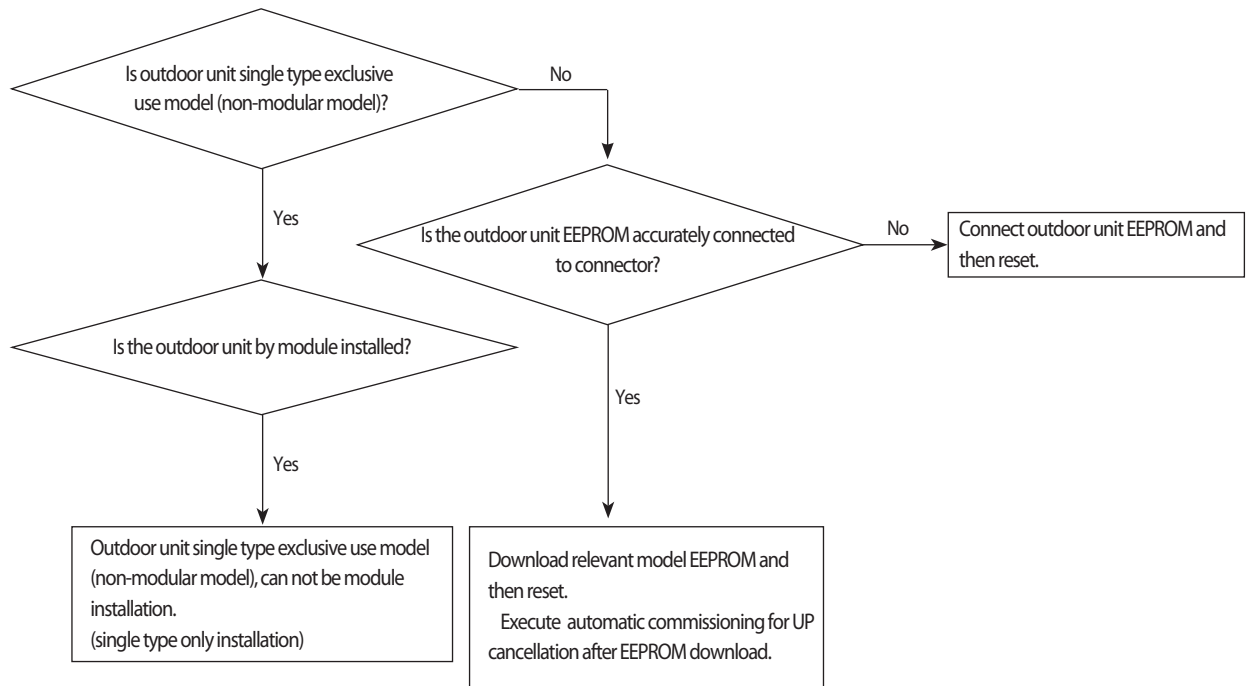 Is outdoor unit single type exclusive
use model (non-modular model)?
No
Yes
Is the outdoor unit EEPROM accurately connected
to connector?
No
Connect outdoor unit EEPROM and
then reset.
Is the outdoor unit by module installed?
Yes
Yes
Outdoor unit single type exclusive use model
(non-modular model), can not be module
installation.
(single type only installation)
Download relevant model EEPROM and
then reset.
Execute automatic commissioning for UP
cancellation after EEPROM download.